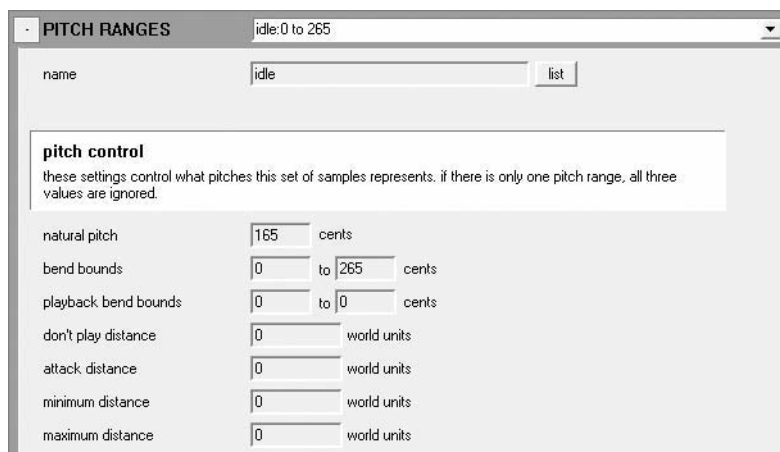 - PITCH RANGES idle:0 to 265
name idle list
pitch control
these settings control what pitches this set of samples represents. if there is only one pitch range, all three
values are ignored.
natural pitch 165 cents
bend bounds 0 to 265 cents
playback bend bounds 0 to 0 cents
don't play distance 0 world units
attack distance 0 world units
minimum distance 0 world units
maximum distance 0 world units